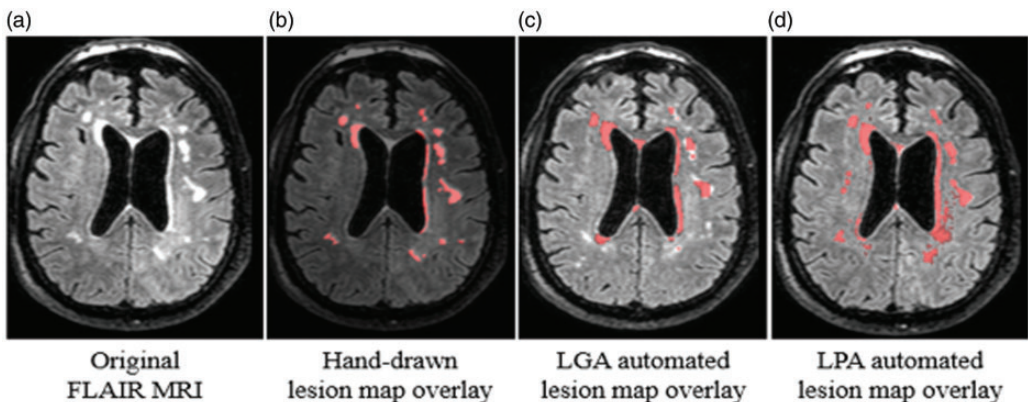 (a)
(b)
(c)
(d)
Original
FLAIR MRI
Hand-drawn
lesion map overlay
LGA automated
lesion map overlay
LPA automated
lesion map overlay